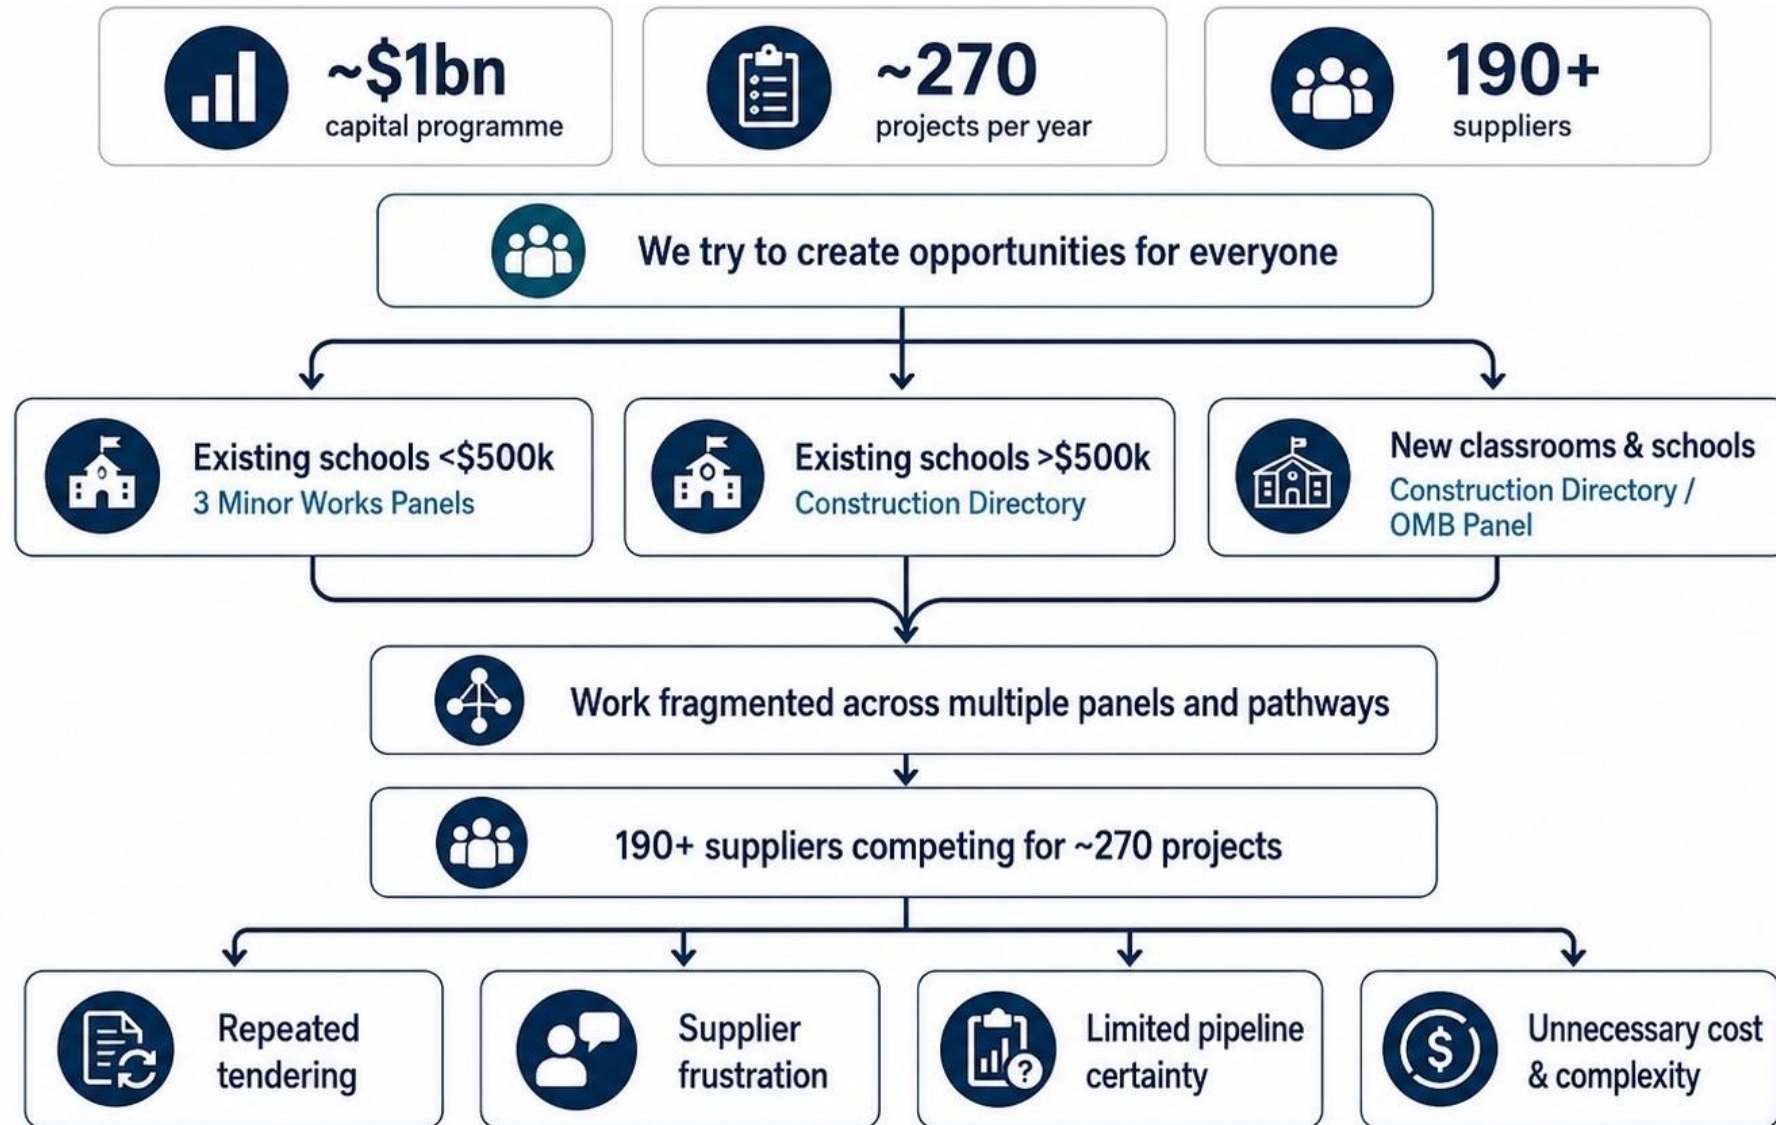 ~$1bn
capital programme
~270
projects per year
190+
suppliers
We try to create opportunities for everyone
Existing schools <$500k
3 Minor Works Panels
Existing schools >$500k
Construction Directory
New classrooms & schools
Construction Directory /
OMB Panel
Work fragmented across multiple panels and pathways
190+ suppliers competing for ~270 projects
Repeated
tendering
Supplier
frustration
Limited pipeline
certainty
Unnecessary cost
& complexity